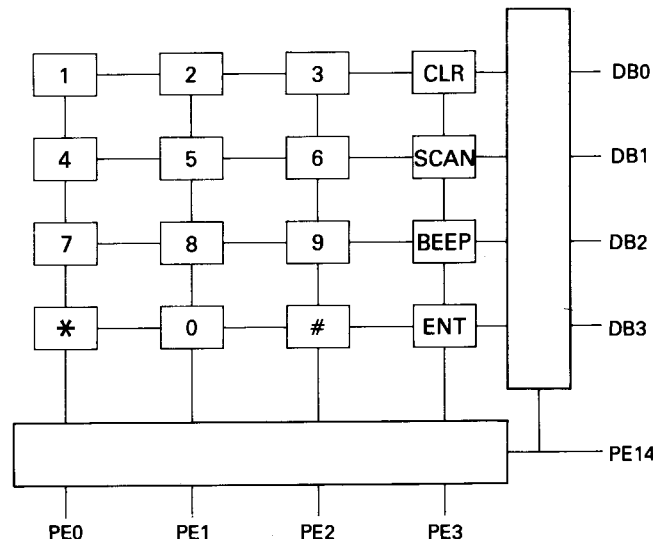 1 2 3 CLR DB0
4 5 6 SCAN DB1
7 8 9 BEEP DB2
* 0 # ENT DB3
PE14
PE0 PE1 PE2 PE3